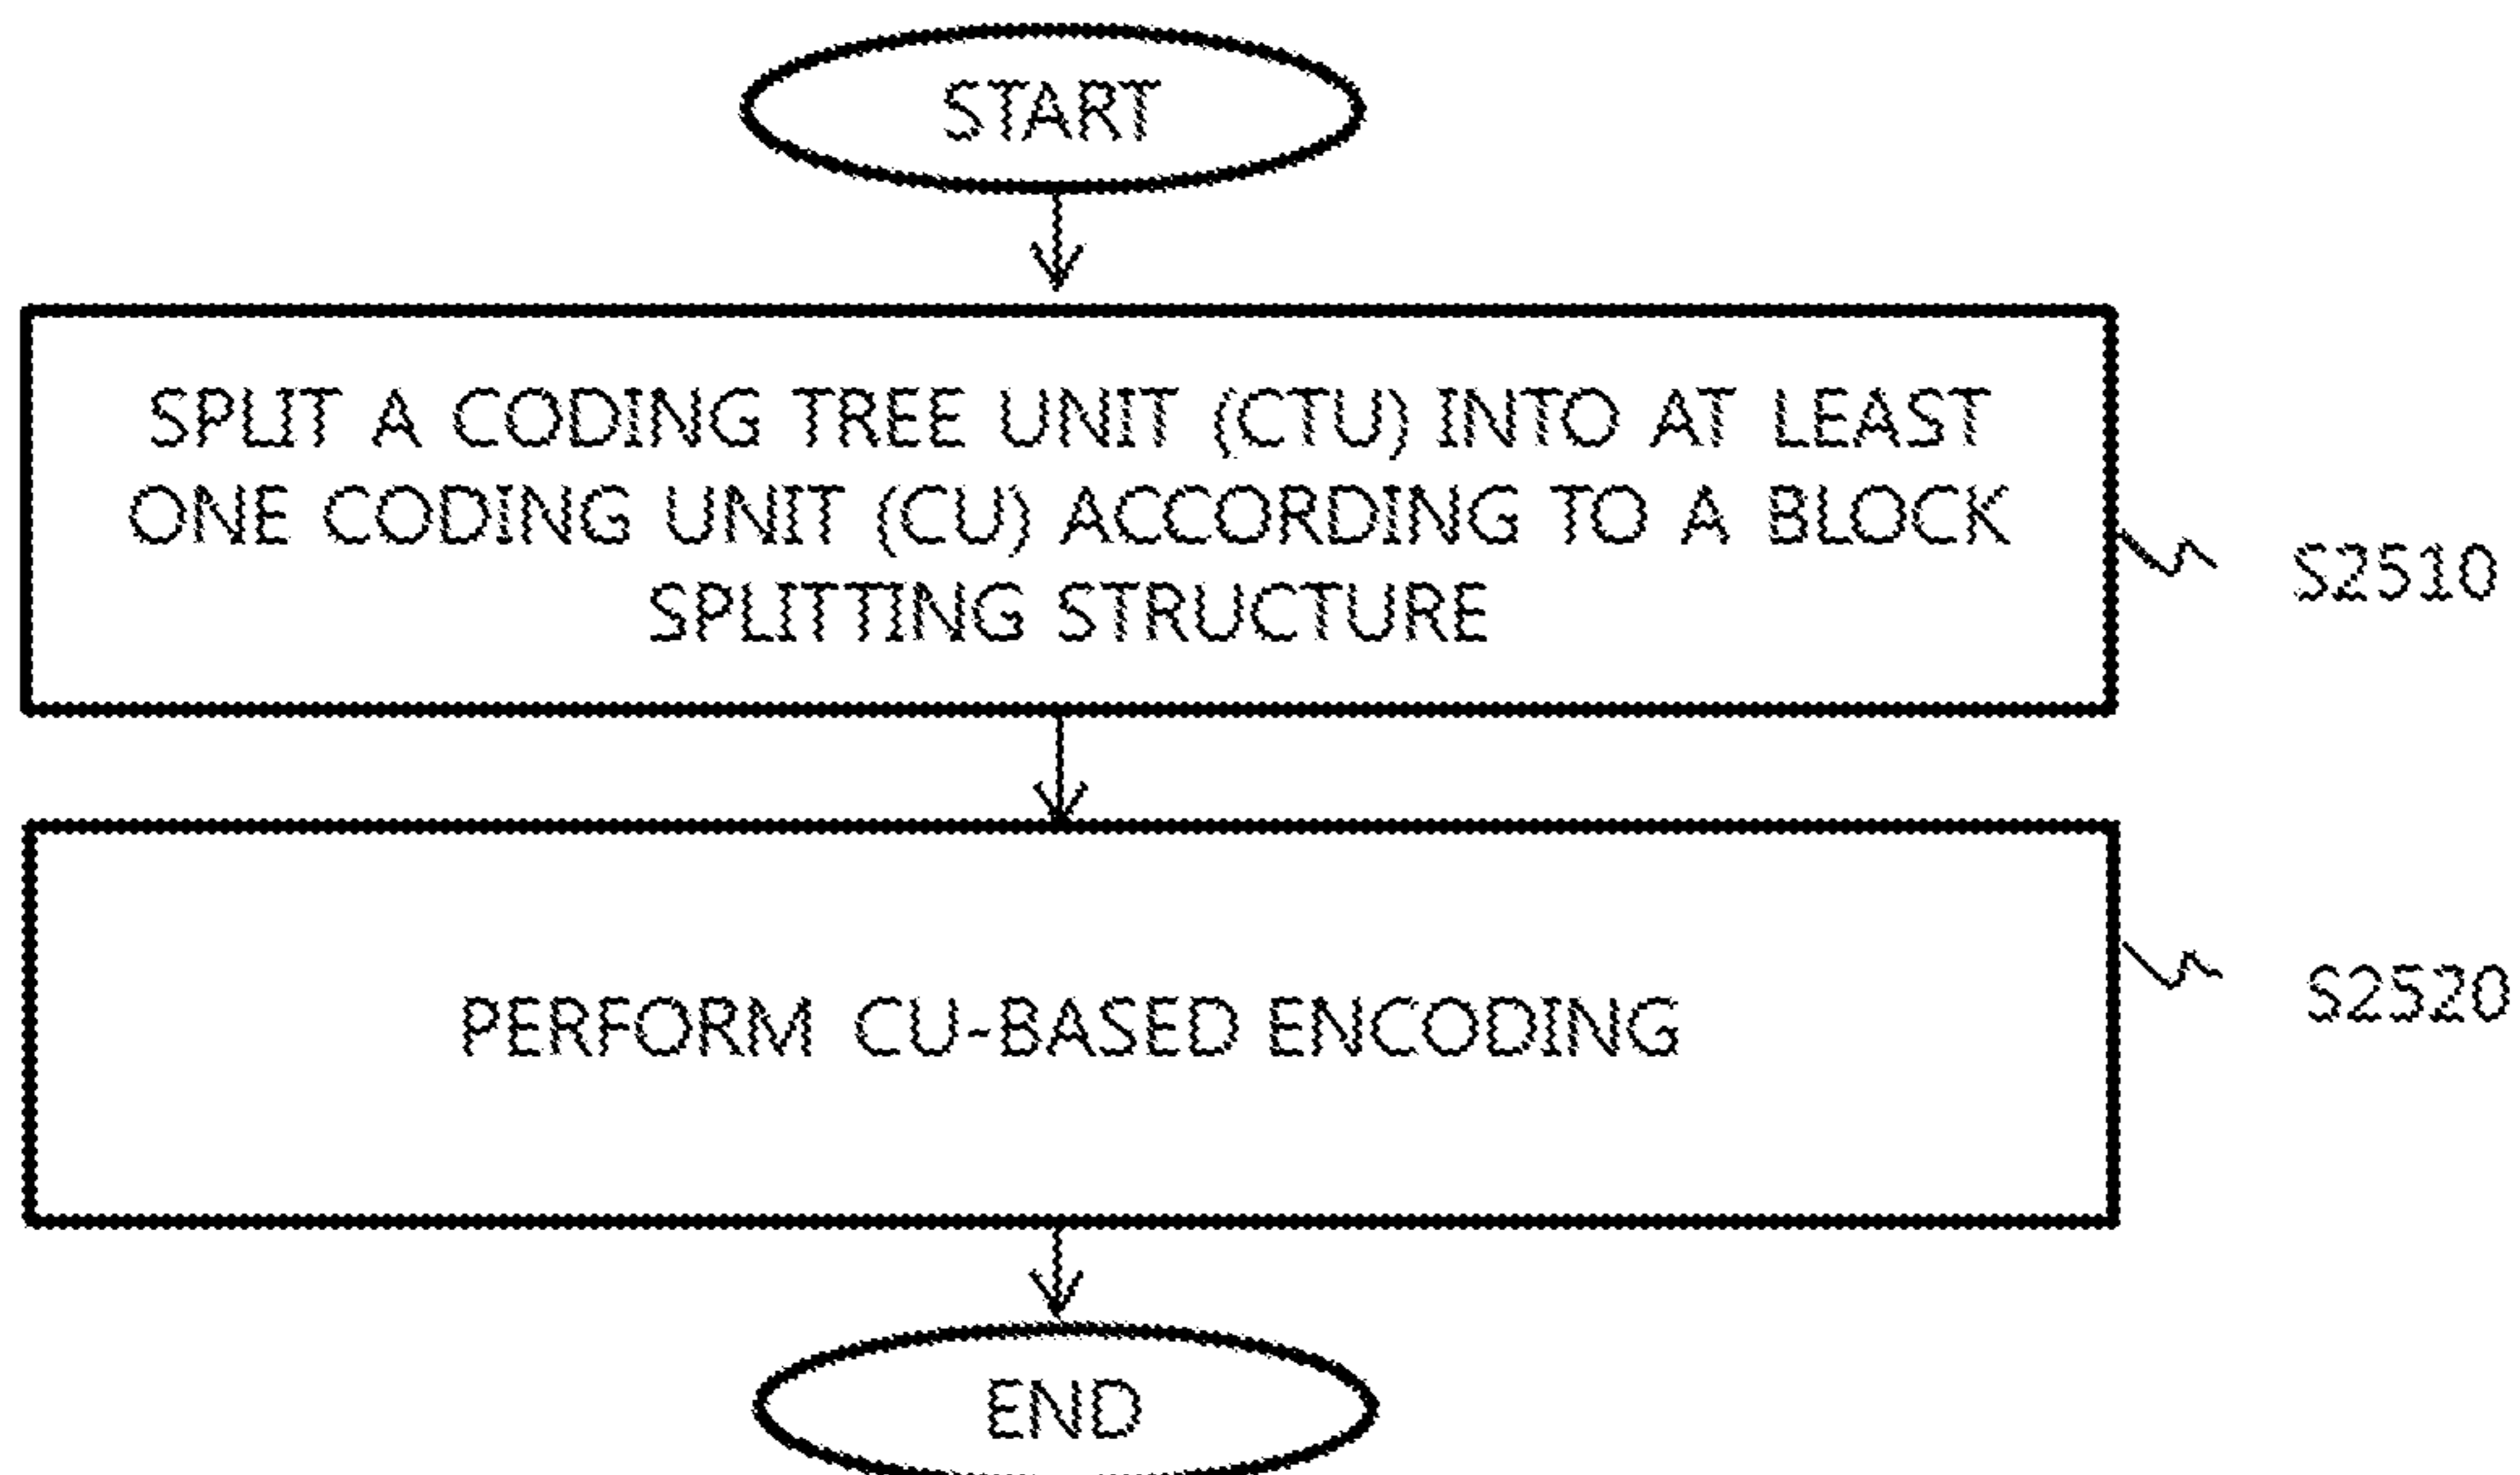 START
SPLIT A CODING TREE UNIT (CTU) INTO AT LEAST
ONE CODING UNIT (CU) ACCORDING TO A BLOCK
SPLITTING STRUCTURE
S2510
PERFORM CU-BASED ENCODING
S2520
END